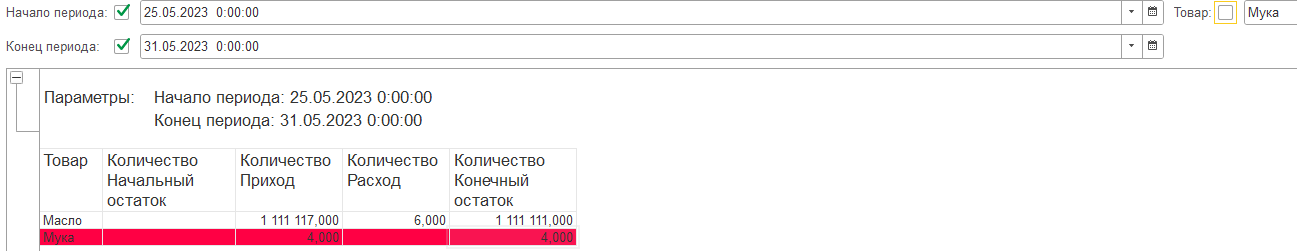 Начало периода: 25.05.2023 0:00:00 Товар: Мука
Конец периода: 31.05.2023 0:00:00
Параметры: Начало периода: 25.05.2023 0:00:00
Конец периода: 31.05.2023 0:00:00
Товар Количество Количество Количество Количество
Начальный Приход Расход Конечный
остаток остаток
Масло 1 111 117,000 6,000 1 111 111,000
Мука 4,000 4,000